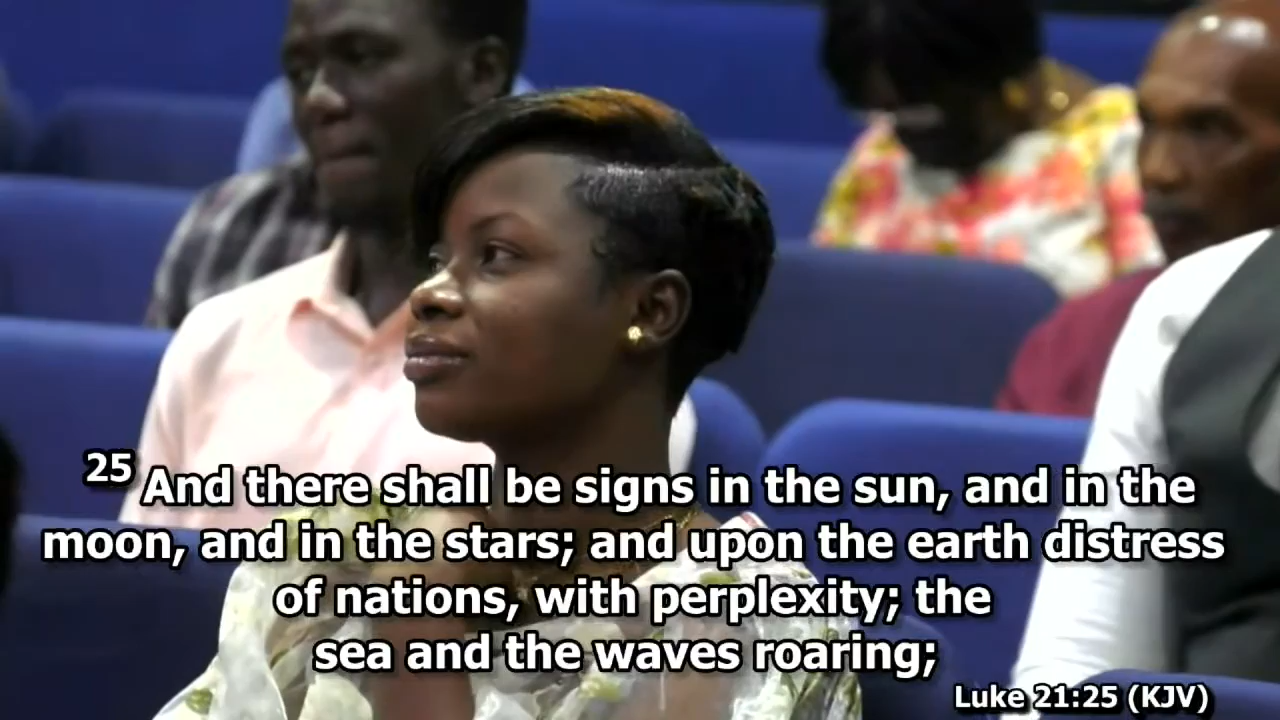 25 And there shall be signs in the sun, and in the
moon, and in the stars; and upon the earth distress
of nations, with perplexity; the
sea and the waves roaring;
Luke 21:25 (KJV)